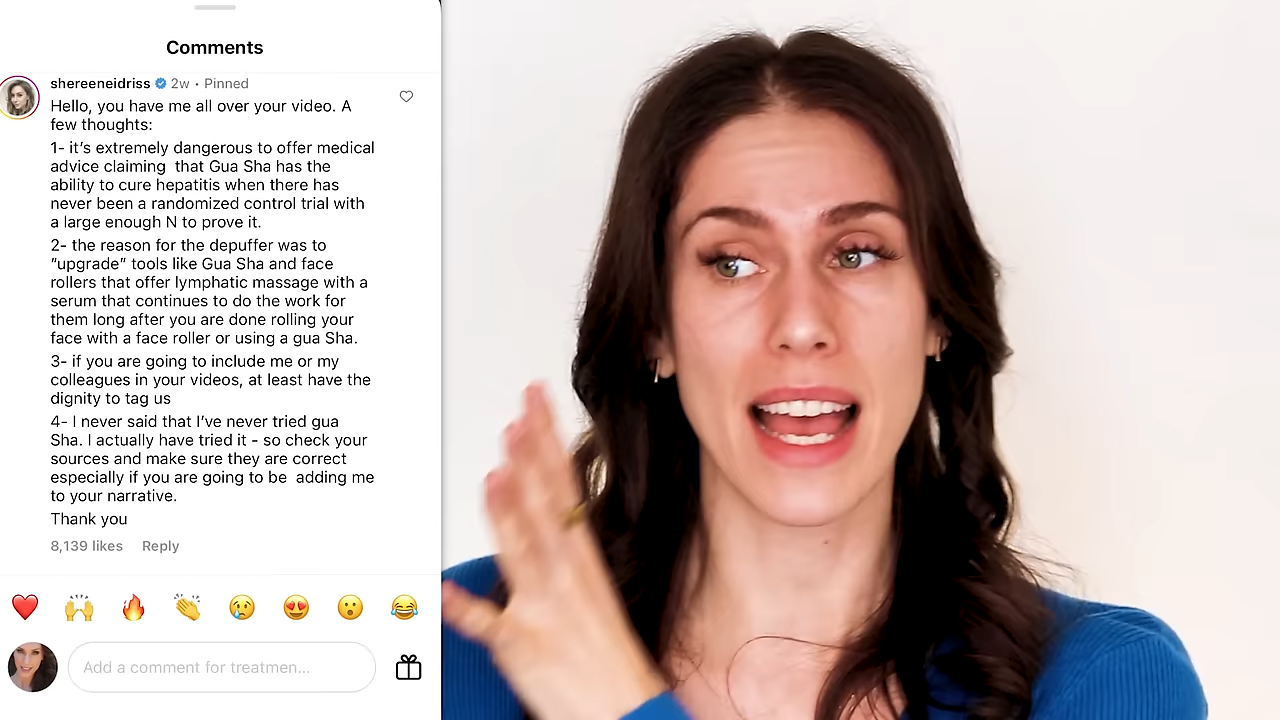 Comments
shereeneidriss 2w • Pinned
Hello, you have me all over your video. A
few thoughts:
1- it's extremely dangerous to offer medical
advice claiming  that Gua Sha has the
ability to cure hepatitis when there has
never been a randomized control trial with
a large enough N to prove it.
2- the reason for the depuffer was to
"upgrade" tools like Gua Sha and face
rollers that offer lymphatic massage with a
serum that continues to do the work for
them long after you are done rolling your
face with a face roller or using a gua Sha.
3- if you are going to include me or my
colleagues in your videos, at least have the
dignity to tag us
4- I never said that I've never tried gua
Sha. I actually have tried it - so check your
sources and make sure they are correct
especially if you are going to be  adding me
to your narrative.
Thank you
8,139 likes Reply
Add a comment for treatmen...